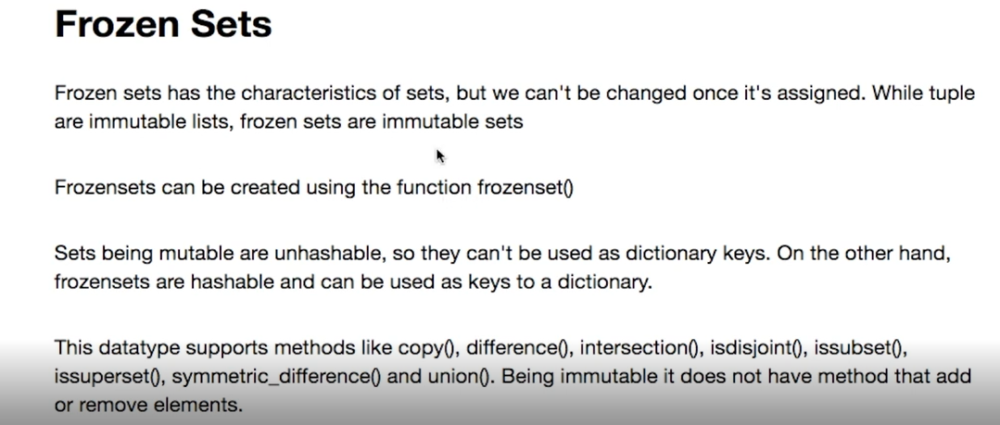 Frozen Sets
Frozen sets has the characteristics of sets, but we can't be changed once it's assigned. While tuple
are immutable lists, frozen sets are immutable sets
Frozensets can be created using the function frozenset()
Sets being mutable are unhashable, so they can't be used as dictionary keys. On the other hand,
frozensets are hashable and can be used as keys to a dictionary.
This datatype supports methods like copy(), difference(), intersection(), isdisjoint(), issubset(),
issuperset(), symmetric_difference() and union(). Being immutable it does not have method that add
or remove elements.